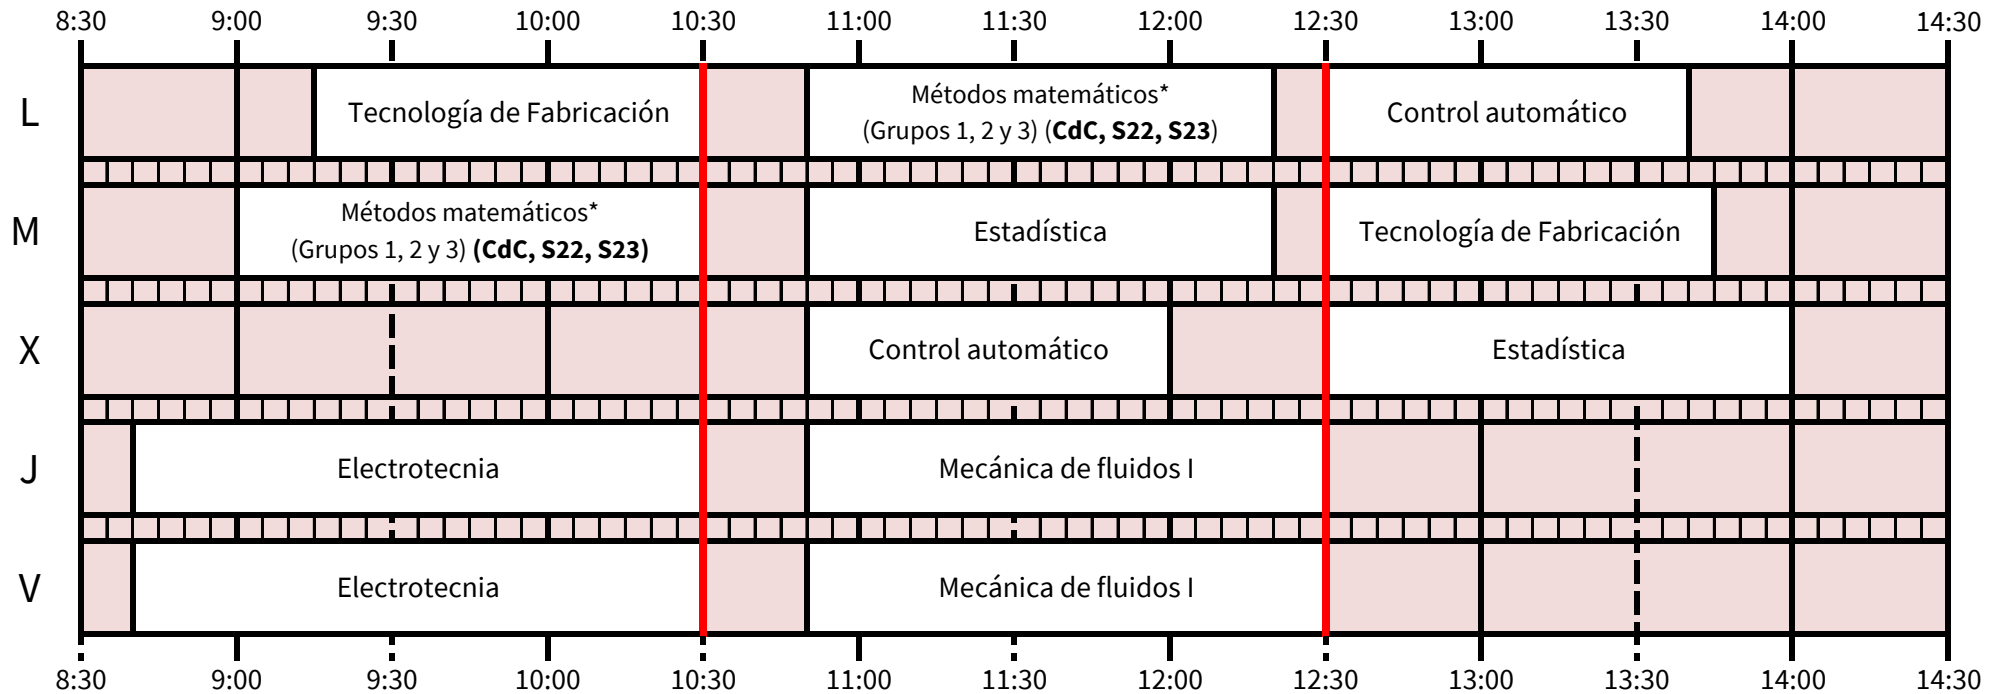 8:30 9:00 9:30 10:00 10:30 11:00 11:30 12:00 12:30 13:00 13:30 14:00 14:30
L
Tecnología de Fabricación
Métodos matemáticos*
(Grupos 1, 2 y 3) (CdC, S22, S23)
Control automático
M
Métodos matemáticos*
(Grupos 1, 2 y 3) (CdC, S22, S23)
Estadística
Tecnología de Fabricación
X
Control automático
Estadística
J
Electrotecnia
Mecánica de fluidos I
V
Electrotecnia
Mecánica de fluidos I
8:30 9:00 9:30 10:00 10:30 11:00 11:30 12:00 12:30 13:00 13:30 14:00 14:30